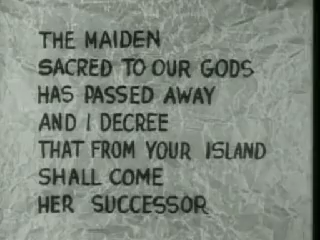 THE MAIDEN
SACRED TO OUR GODS
HAS PASSED AWAY
AND I DECREE
THAT FROM YOUR ISLAND
SHALL COME
HER SUCCESSOR